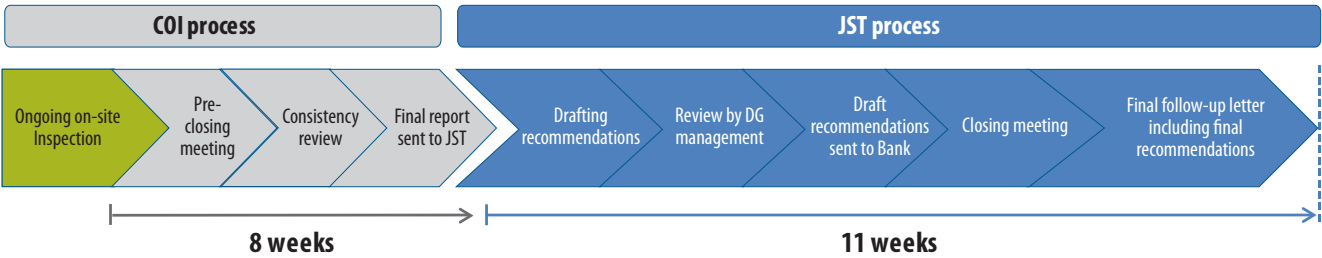 COI process
JST process
Ongoing on-site
Inspection
Pre-
closing
meeting
Consistency
review
Final report
sent to JST
Drafting
recommendations
Review by DG
management
Draft
recommendations
sent to Bank
Closing meeting
Final follow-up letter
including final
recommendations
8 weeks
11 weeks